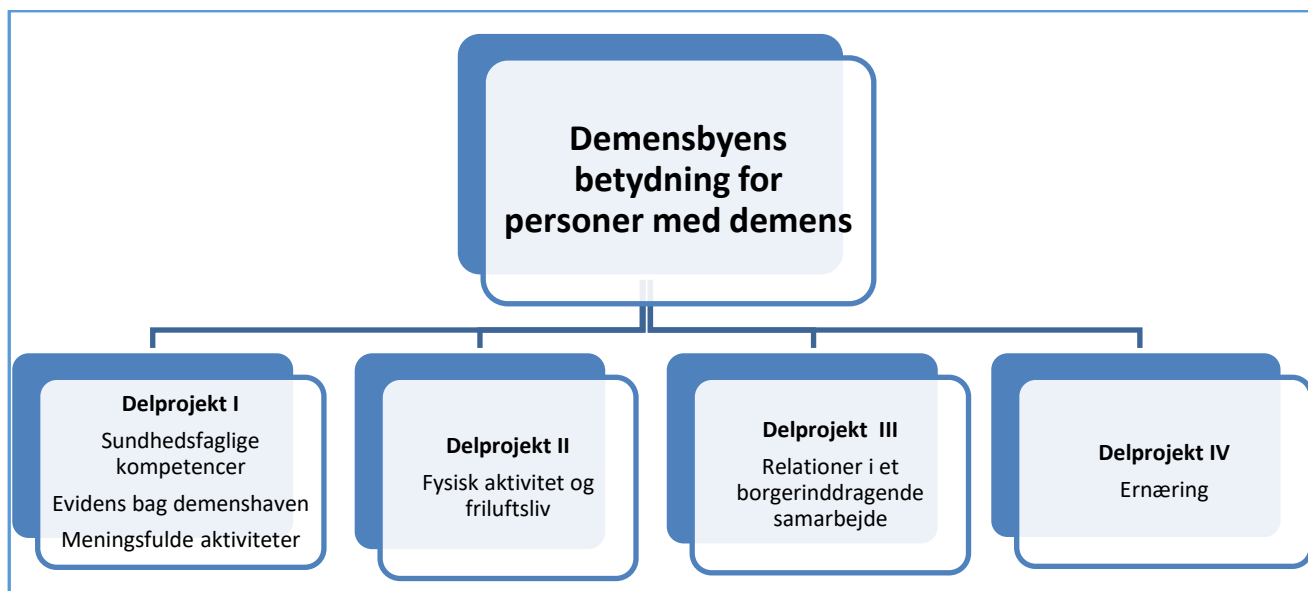 Demensbyens
betydning for
personer med demens
Delprojekt I
Sundhedsfaglige
kompetencer
Evidens bag demenshaven
Meningsfulde aktiviteter
Delprojekt II
Fysisk aktivitet og
friluftsliv
Delprojekt III
Relationer i et
borgerinddragende
samarbejde
Delprojekt IV
Ernæring